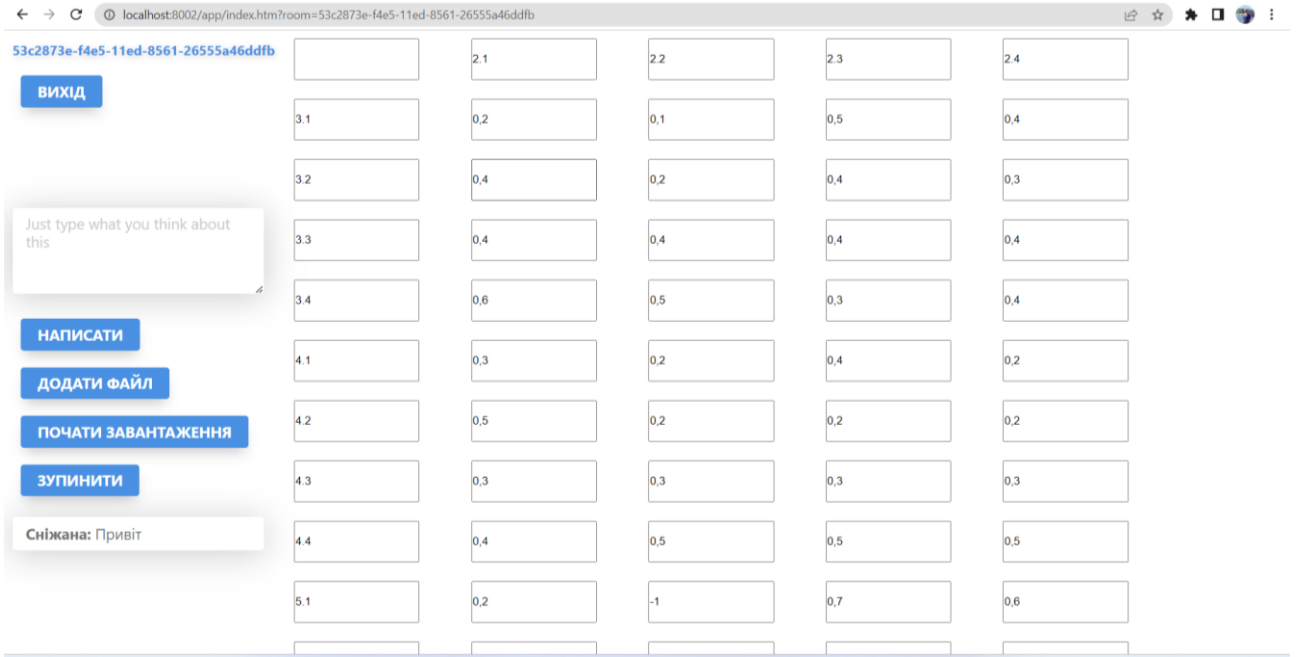 localhost:8002/app/index.htm?room=53c2873e-f4e5-11ed-8561-26555a46ddfb
53c2873e-f4e5-11ed-8561-26555a46ddfb
ВИХІД
Just type what you think about
this
НАПИСАТИ
ДОДАТИ ФАЙЛ
ПОЧАТИ ЗАВАНТАЖЕННЯ
ЗУПИНИТИ
Сніжана: Привіт
2.1 2.2 2.3 2.4
3.1 0,2 0,1 0,5 0,4
3.2 0,4 0,2 0,4 0,3
3.3 0,4 0,4 0,4 0,4
3.4 0,6 0,5 0,3 0,4
4.1 0,3 0,2 0,4 0,2
4.2 0,5 0,2 0,2 0,2
4.3 0,3 0,3 0,3 0,3
4.4 0,4 0,5 0,5 0,5
5.1 0,2 -1 0,7 0,6